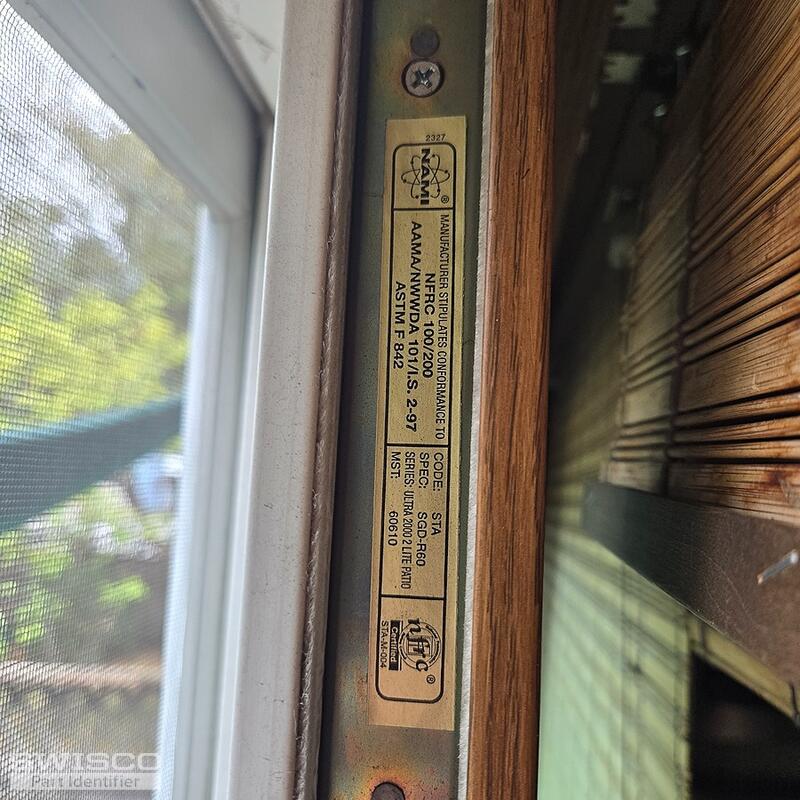 2327
NAMI®
MANUFACTURER STIPULATES CONFORMANCE TO
NFRC 100/200
AAMA/NWWDA 101/I.S. 2-97
ASTM F 842
CODE: STA
SPEC: SGD-R60
SERIES: ULTRA 2000 2 LITE PATIO
MST: 60610
nfrc®
Certified
STA-M-004
SWISCO
Part Identifier